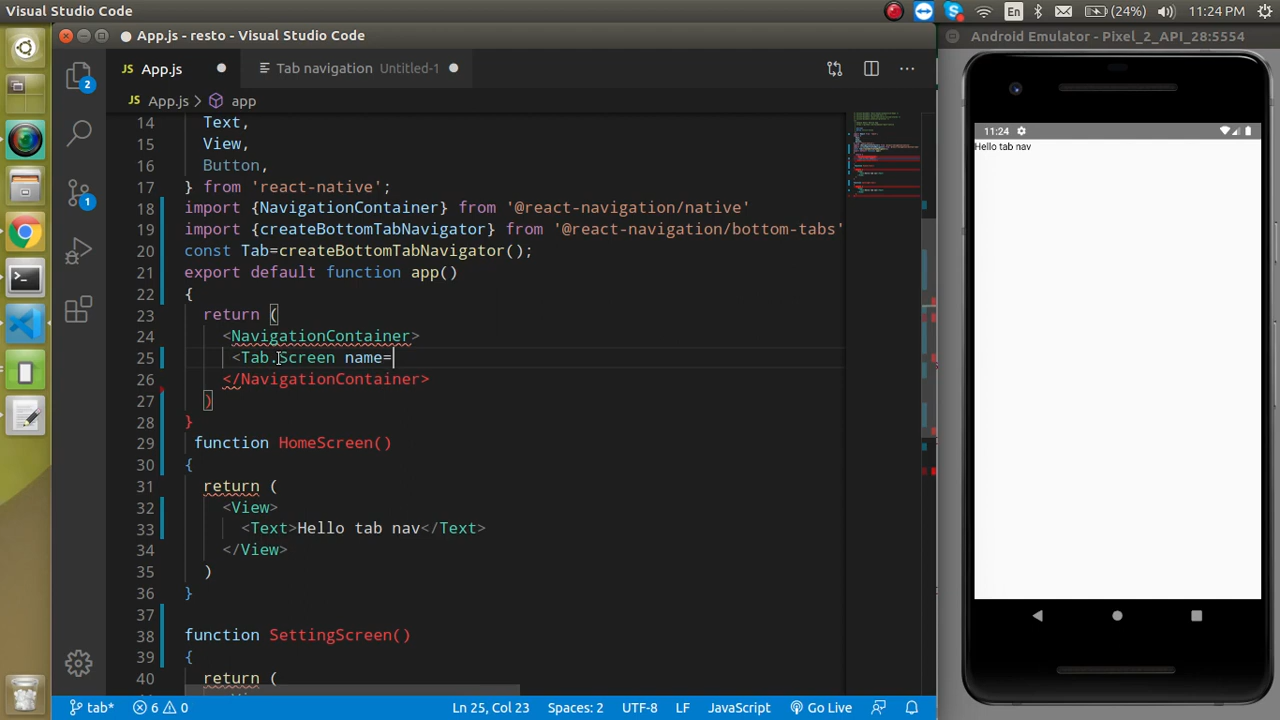 Visual Studio Code
En
(24%)
11:24 PM
App.js - resto - Visual Studio Code
Android Emulator - Pixel_2_API_28:5554
JS App.js
Tab navigation Untitled-1
JS App.js > app
2
1
14 Text,
15 View,
16 Button,
17 } from 'react-native';
18 import {NavigationContainer} from '@react-navigation/native'
19 import {createBottomTabNavigator} from '@react-navigation/bottom-tabs'
20 const Tab=createBottomTabNavigator();
21 export default function app()
22 {
23 return (
24 <NavigationContainer>
25 <Tab.Screen name=
26 </NavigationContainer>
27 )
28 }
29 function HomeScreen()
30 {
31 return (
32 <View>
33 <Text>Hello tab nav</Text>
34 </View>
35 )
36 }
37
38 function SettingScreen()
39 {
40 return (
11:24
Hello tab nav
tab* 6 0 Ln 25, Col 23 Spaces: 2 UTF-8 LF JavaScript Go Live